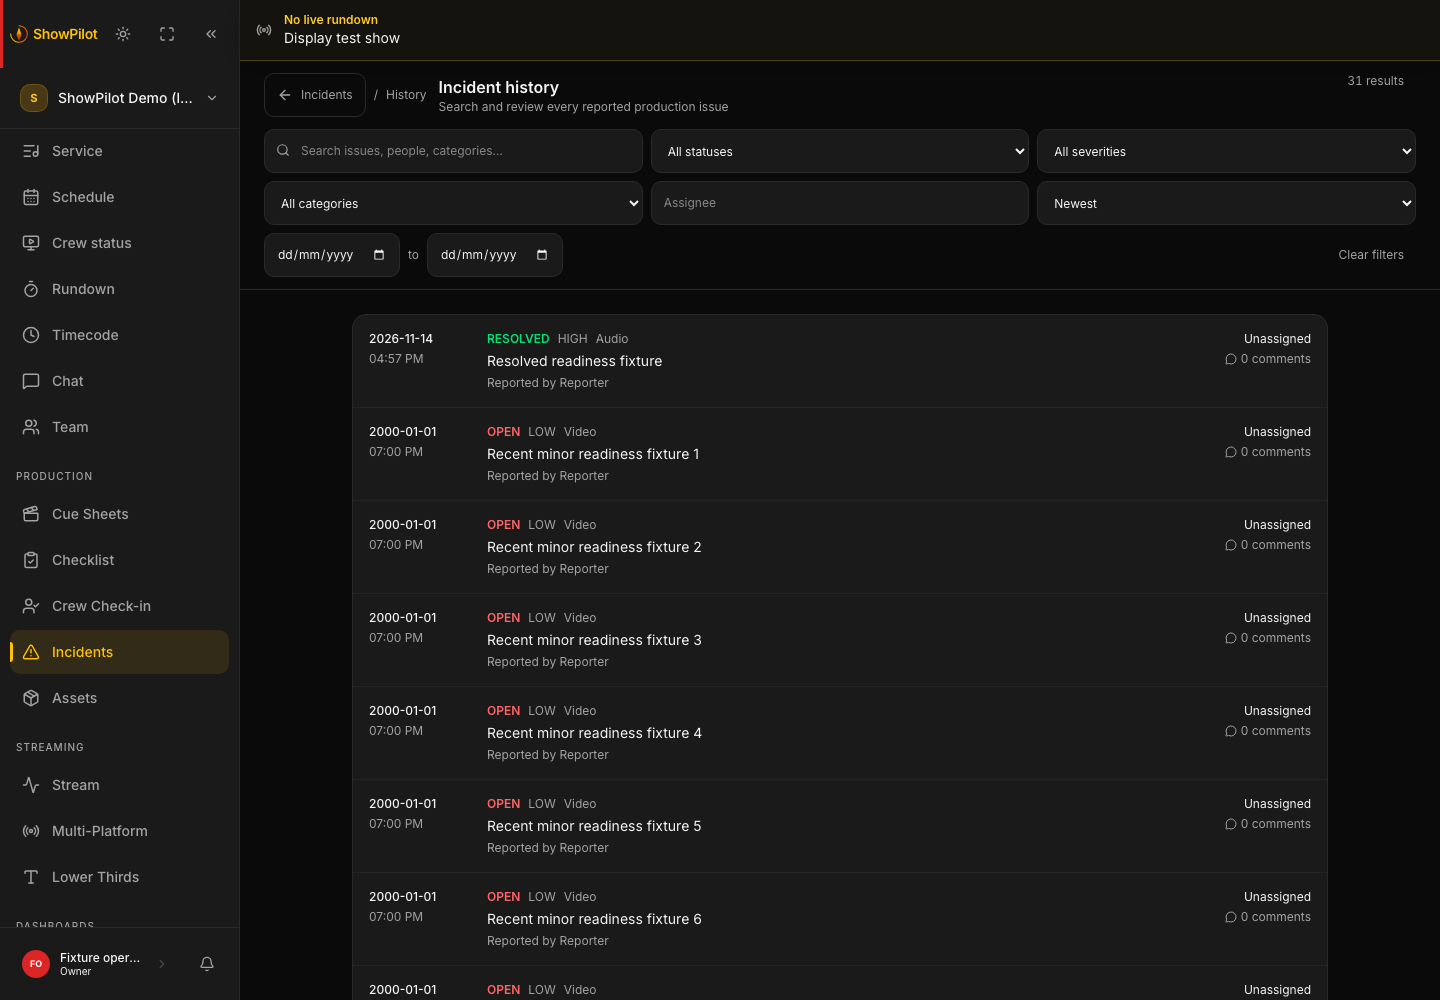 ShowPilot
S
ShowPilot Demo (I...
Service
Schedule
Crew status
Rundown
Timecode
Chat
Team
PRODUCTION
Cue Sheets
Checklist
Crew Check-in
Incidents
Assets
STREAMING
Stream
Multi-Platform
Lower Thirds
DASHBOARDS
FO
Fixture oper...
Owner
No live rundown
Display test show
Incidents / History
Incident history
Search and review every reported production issue
31 results
Search issues, people, categories...
All statuses
All severities
All categories
Assignee
Newest
dd/mm/yyyy to dd/mm/yyyy
Clear filters
2026-11-14 RESOLVED HIGH Audio Unassigned
04:57 PM Resolved readiness fixture 0 comments
Reported by Reporter
2000-01-01 OPEN LOW Video Unassigned
07:00 PM Recent minor readiness fixture 1 0 comments
Reported by Reporter
2000-01-01 OPEN LOW Video Unassigned
07:00 PM Recent minor readiness fixture 2 0 comments
Reported by Reporter
2000-01-01 OPEN LOW Video Unassigned
07:00 PM Recent minor readiness fixture 3 0 comments
Reported by Reporter
2000-01-01 OPEN LOW Video Unassigned
07:00 PM Recent minor readiness fixture 4 0 comments
Reported by Reporter
2000-01-01 OPEN LOW Video Unassigned
07:00 PM Recent minor readiness fixture 5 0 comments
Reported by Reporter
2000-01-01 OPEN LOW Video Unassigned
07:00 PM Recent minor readiness fixture 6 0 comments
Reported by Reporter
2000-01-01 OPEN LOW Video Unassigned